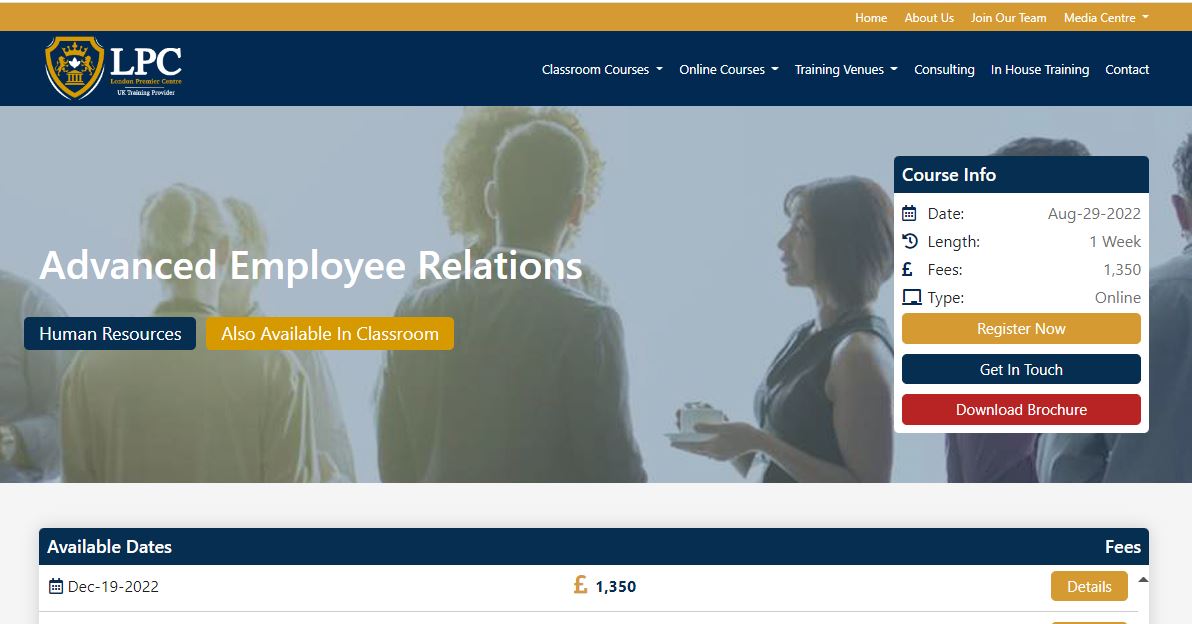 Home About Us Join Our Team Media Centre
LPC
London Premier Centre
UK Training Provider
Classroom Courses Online Courses Training Venues Consulting In House Training Contact
Advanced Employee Relations
Human Resources Also Available In Classroom
Course Info
Date: Aug-29-2022
Length: 1 Week
£ Fees: 1,350
Type: Online
Register Now
Get In Touch
Download Brochure
Available Dates Fees
Dec-19-2022 £ 1,350 Details